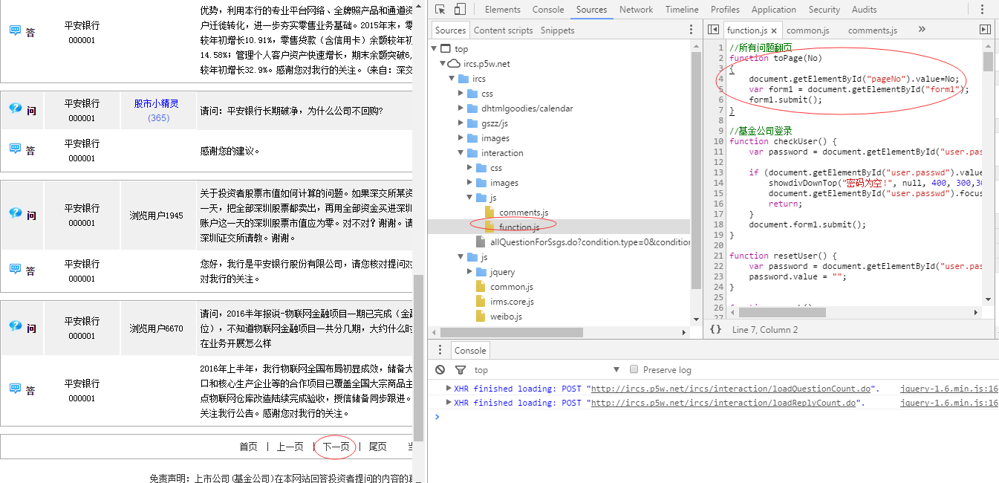 优势，利用本行的专业平台网络、全牌照产品和通道资
户迁徙转化，进一步夯实零售业务基础。2015年末，零
较年初增长10.91%，零售贷款（含信用卡）余额较年初
14.58%；管理个人客户资产快速增长，期末余额突破6,
较年初增长32.9%。感谢您对我行的关注。(来自：深交
答
平安银行
000001
问
平安银行
000001
股市小精灵
(365)
请问：平安银行长期破净，为什么公司不回购?
答
平安银行
000001
感谢您的建议。
问
平安银行
000001
浏览用户1945
关于投资者股票市值如何计算的问题。如果深交所某资
一天，把全部深圳股票都卖出，再用全部资金买进深圳
账户这一天的深圳股票市值应为零。对不对？谢谢。请
深圳证交所请教。谢谢。
答
平安银行
000001
您好，我行是平安银行股份有限公司，请您核对提问对
对我行的关注。
问
平安银行
000001
浏览用户6670
请问，2016半年报说-物联网金融项目一期已完成（金融
位），不知道物联网金融项目一共分几期，大约什么时
在业务开展怎么样
答
平安银行
000001
2016年上半年，我行物联网全国布局初显成效，储备大
口和核心生产企业等的合作项目已覆盖全国大宗商品主
点物联网仓库改造陆续完成验收，授信储备同步跟进。
关注我行公告。感谢您对我行的关注。
首页 | 上一页 | 下一页 | 尾页
免责声明：上市公司(基金公司)在本网站回答投资者提问的内容的真
Elements Console Sources Network Timeline Profiles Application Security Audits
Sources Content scripts Snippets
top
ircs.p5w.net
ircs
css
dhtmlgoodies/calendar
gszz/js
images
interaction
css
images
js
comments.js
function.js
allQuestionForSsgs.do?condition.type=0&condition
js
jquery
common.js
irms.core.js
weibo.js
function.js × common.js comments.js »
1 //所有问题翻页
2 function toPage(No)
3 {
4 document.getElementById("pageNo").value=No;
5 var form1 = document.getElementById("form1");
6 form1.submit();
7 }
8
9 //基金公司登录
10 function checkUser() {
11 var password = document.getElementById("user.pas
12
13 if (document.getElementById("user.passwd").value
14 showdivDownTop("密码为空!", null, 400, 300,30
15 document.getElementById("user.passwd").focus
16 return;
17 }
18 document.form1.submit();
19 }
20
21 function resetUser() {
22 var password = document.getElementById("user.pas
23 password.value = "";
24 }
25
26
27
{} Line 7, Column 2
Console
top Preserve log
XHR finished loading: POST "http://ircs.p5w.net/ircs/interaction/loadQuestionCount.do". jquery-1.6.min.js:16
XHR finished loading: POST "http://ircs.p5w.net/ircs/interaction/loadReplyCount.do". jquery-1.6.min.js:16